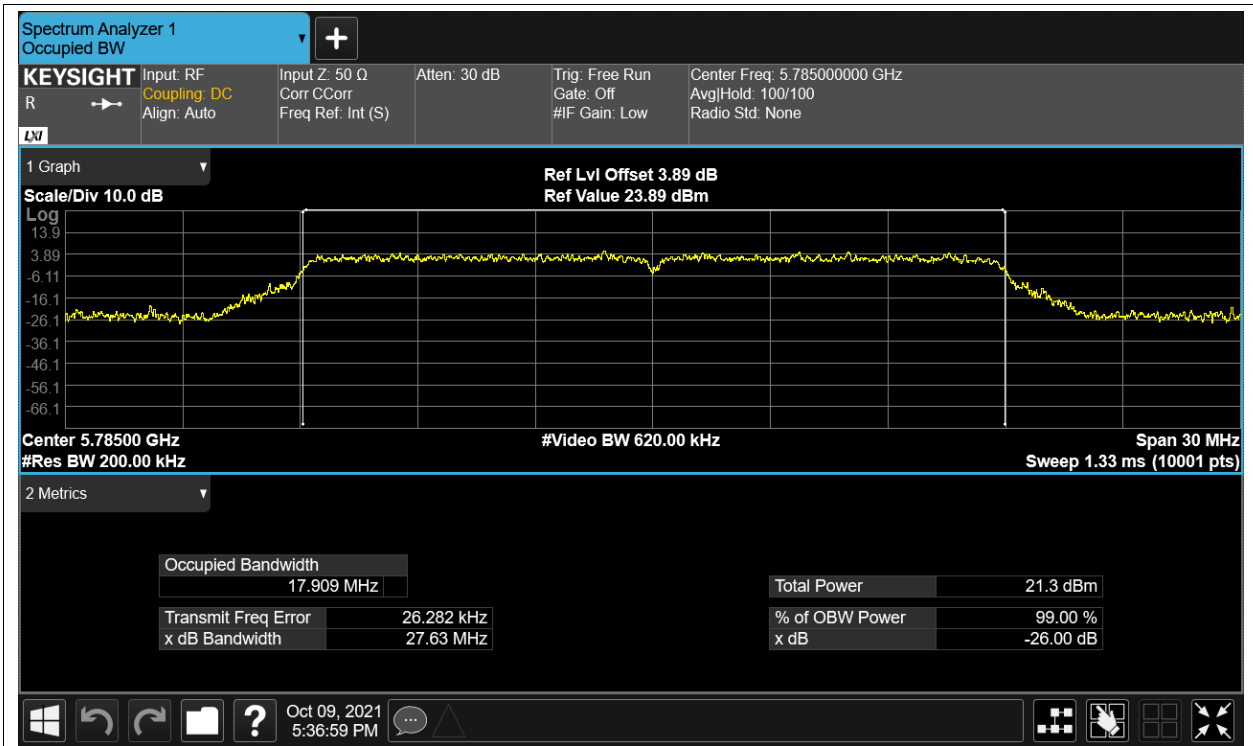 Spectrum Analyzer 1
Occupied BW
KEYSIGHT
R
LXI
Input: RF
Coupling: DC
Align: Auto
Input Z: 50 Ω
Corr CCorr
Freq Ref: Int (S)
Atten: 30 dB
Trig: Free Run
Gate: Off
#IF Gain: Low
Center Freq: 5.785000000 GHz
Avg|Hold: 100/100
Radio Std: None
1 Graph
Scale/Div 10.0 dB
Ref Lvl Offset 3.89 dB
Ref Value 23.89 dBm
Log
13.9
3.89
-6.11
-16.1
-26.1
-36.1
-46.1
-56.1
-66.1
Center 5.78500 GHz
#Res BW 200.00 kHz
#Video BW 620.00 kHz
Span 30 MHz
Sweep 1.33 ms (10001 pts)
2 Metrics
Occupied Bandwidth
17.909 MHz
Transmit Freq Error 26.282 kHz
x dB Bandwidth 27.63 MHz
Total Power 21.3 dBm
% of OBW Power 99.00 %
x dB -26.00 dB
?
Oct 09, 2021
5:36:59 PM